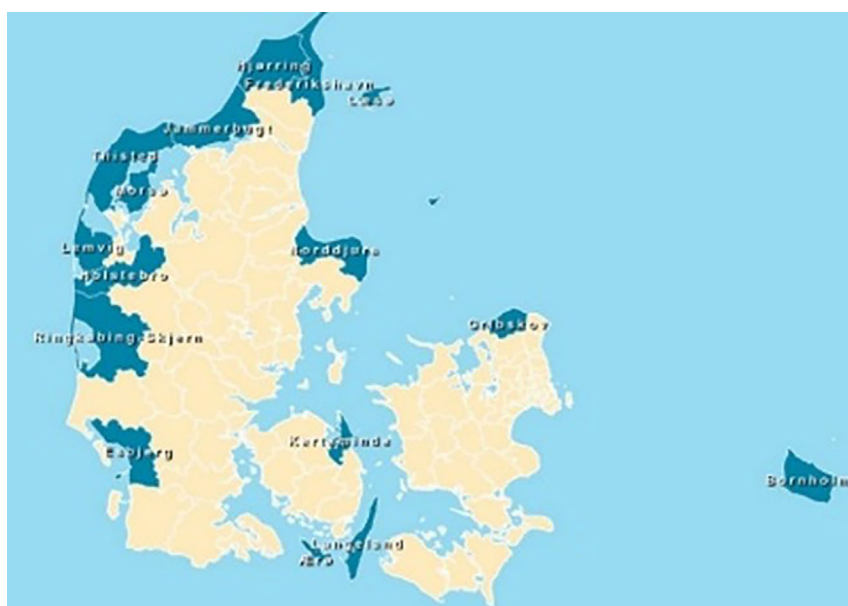 Hjørring
Frederikshavn
Læsø
Jammerbugt
Thisted
Morsø
Lemvig
Norddjurs
Holstebro
Gribskov
Ringkøbing-Skjern
Kerteminde
Esbjerg
Bornholm
Langeland
Ærø